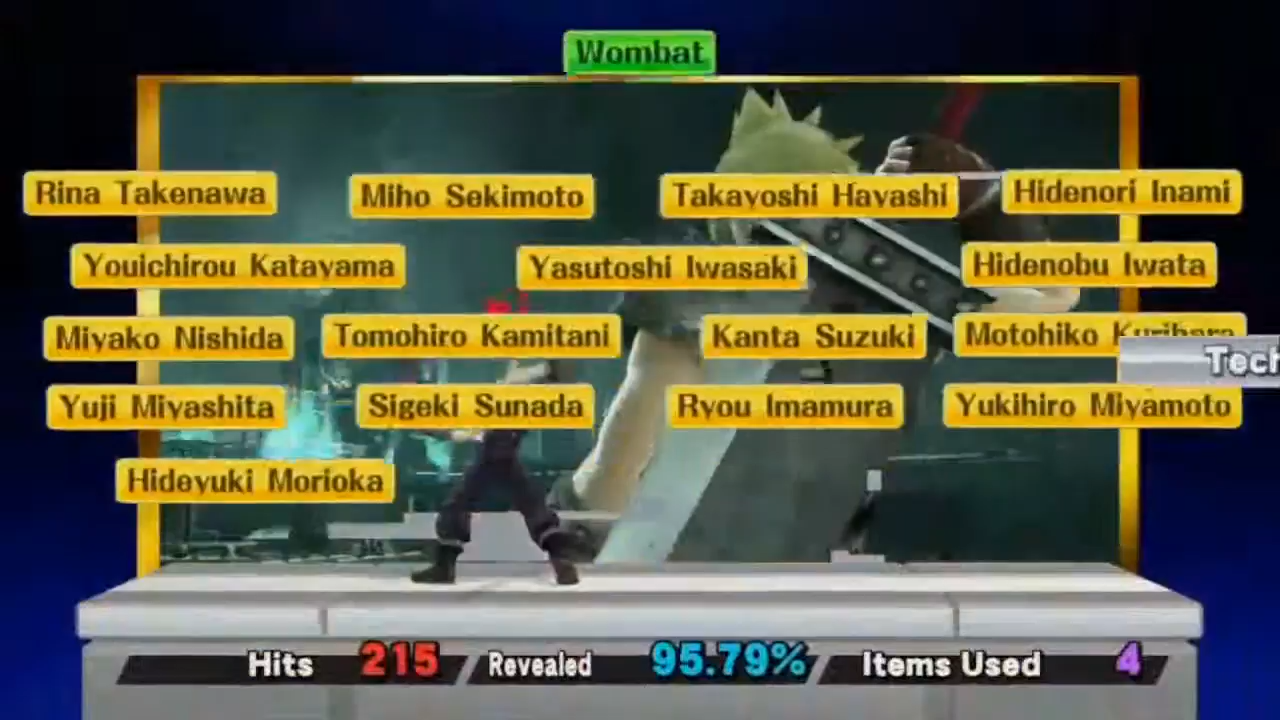 Wombat
Rina Takenawa Miho Sekimoto Takayoshi Hayashi Hidenori Inami
Youichirou Katayama Yasutoshi Iwasaki Hidenobu Iwata
Miyako Nishida Tomohiro Kamitani Kanta Suzuki Motohiko Kurihara
Tech
Yuji Miyashita Sigeki Sunada Ryou Imamura Yukihiro Miyamoto
Hideyuki Morioka
Hits 215 Revealed 95.79% Items Used 4